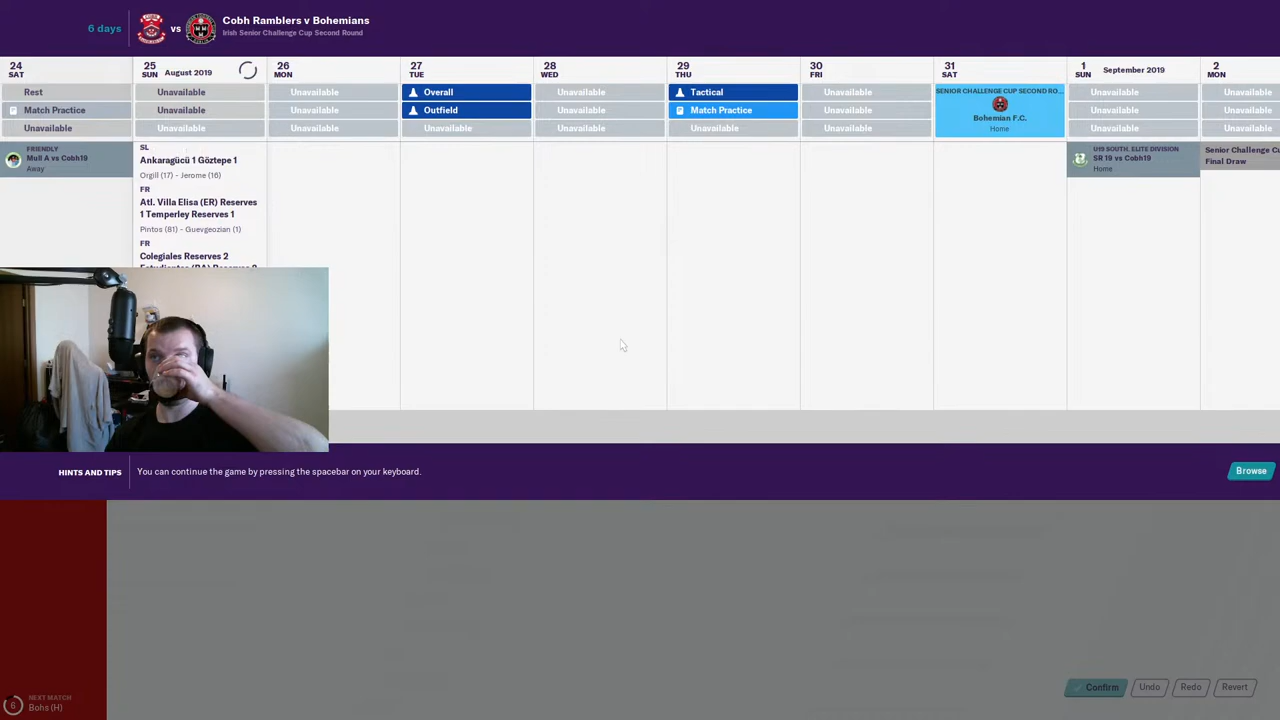 6 days
vs
Cobh Ramblers v Bohemians
Irish Senior Challenge Cup Second Round
24
SAT
25
SUN
August 2019
26
MON
27
TUE
28
WED
29
THU
30
FRI
31
SAT
1
SUN
September 2019
2
MON
Rest
Unavailable
Unavailable
Overall
Unavailable
Tactical
Unavailable
SENIOR CHALLENGE CUP SECOND RO...
Unavailable
Unavailable
Match Practice
Unavailable
Unavailable
Outfield
Unavailable
Match Practice
Unavailable
Bohemian F.C.
Home
Unavailable
Unavailable
Unavailable
Unavailable
Unavailable
Unavailable
Unavailable
Unavailable
Unavailable
Unavailable
Unavailable
FRIENDLY
Mull A vs Cobh19
Away
SL
Ankaragücü 1 Göztepe 1
Orgill (17) - Jerome (16)
FR
Atl. Villa Elisa (ER) Reserves
1 Temperley Reserves 1
Pintos (81) - Guevgeozian (1)
FR
Colegiales Reserves 2
U19 SOUTH. ELITE DIVISION
SR 19 vs Cobh19
Home
Senior Challenge Cu
Final Draw
HINTS AND TIPS
You can continue the game by pressing the spacebar on your keyboard.
Browse
6
NEXT MATCH
Bohs (H)
Confirm
Undo
Redo
Revert